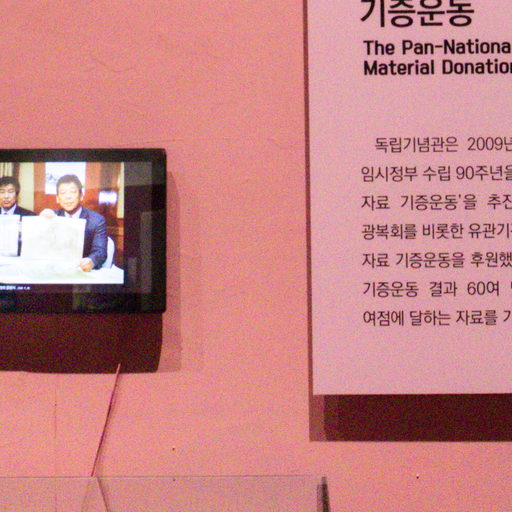 기증운동
The Pan-Nationa
Material Donation
독립기념관은 2009년
임시정부 수립 90주년을
자료 기증운동'을 추진
광복회를 비롯한 유관기
자료 기증운동을 후원했
기증운동 결과 60여
여점에 달하는 자료를 기